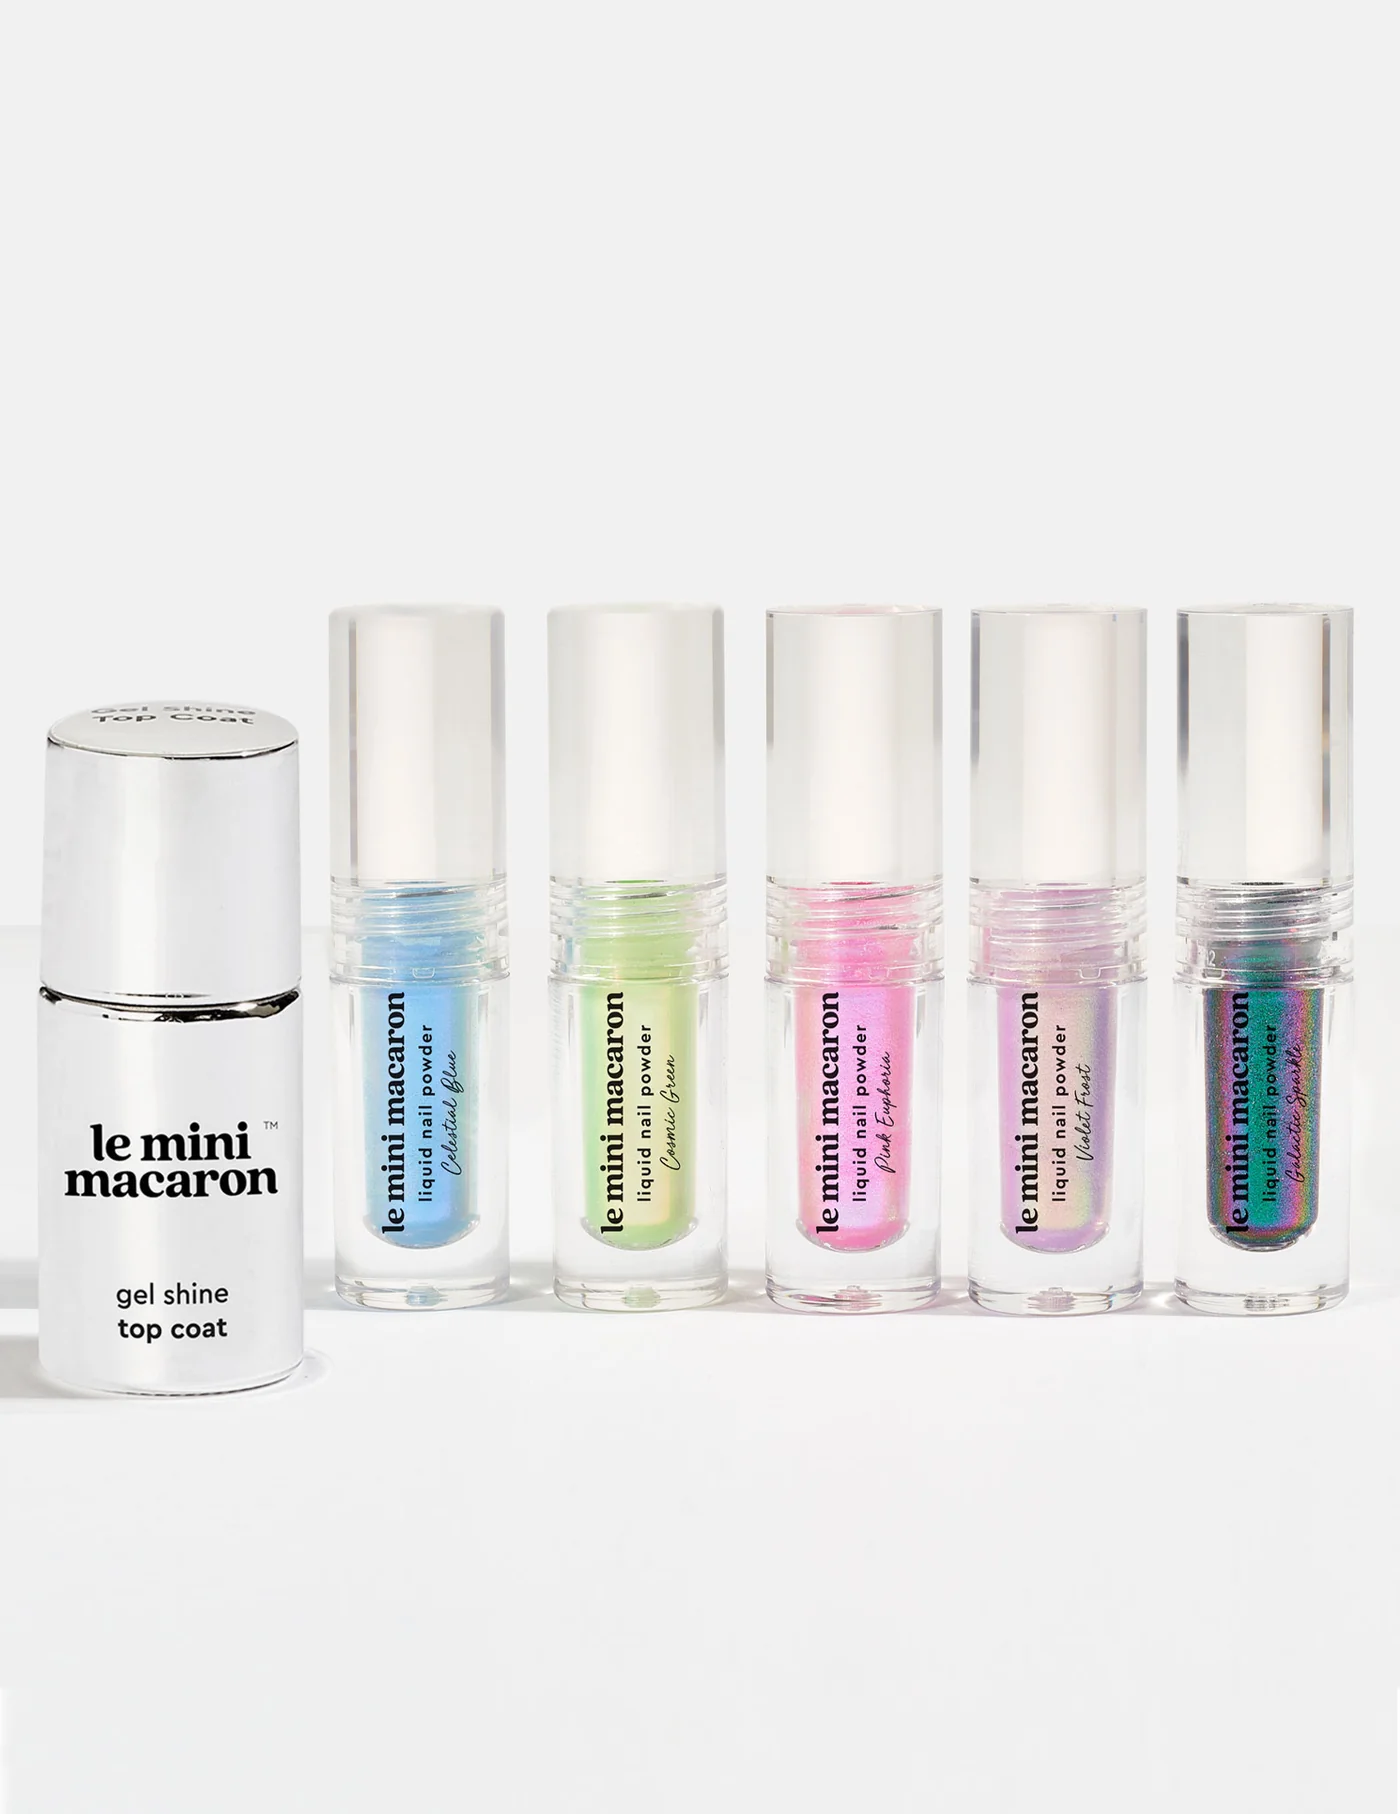 Gel Shine
Top Coat
le mini
macaron™
gel shine
top coat
le mini macaron
liquid nail powder
Celestial Blue
le mini macaron
liquid nail powder
Cosmic Green
le mini macaron
liquid nail powder
Pink Euphoria
le mini macaron
liquid nail powder
Violet Frost
le mini macaron
liquid nail powder
Galactic Sparkle